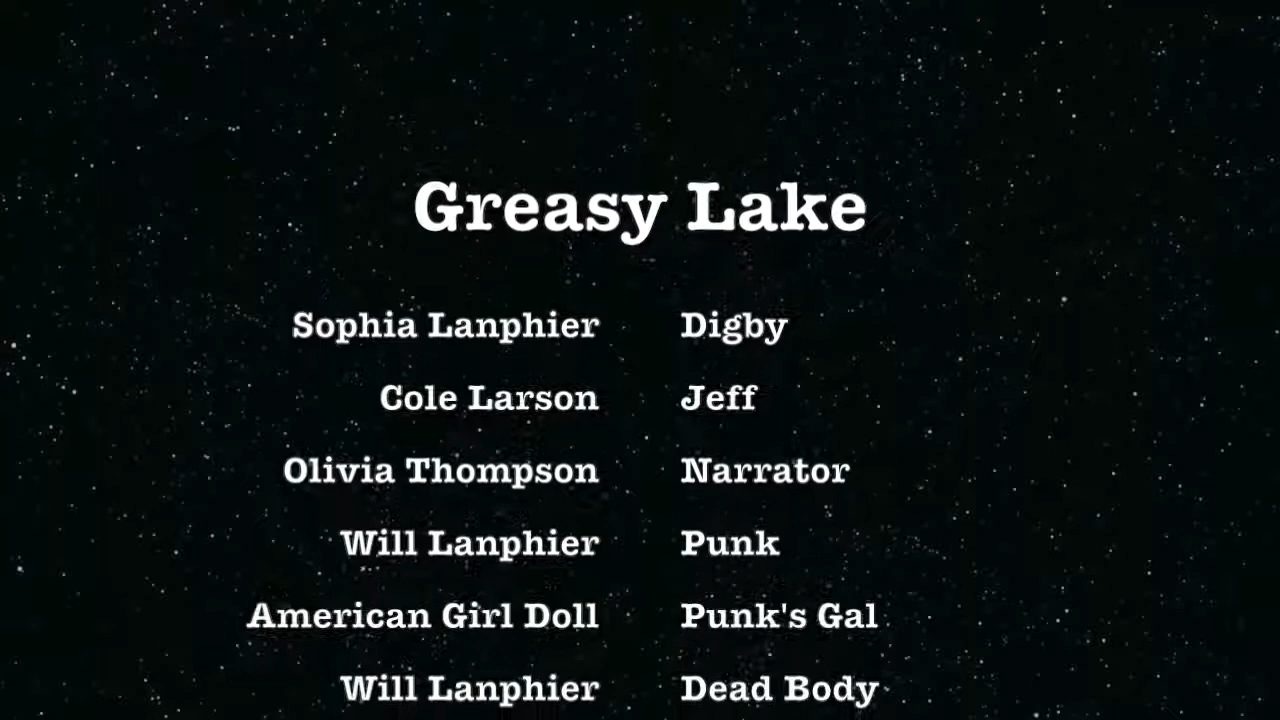 Greasy Lake
Sophia Lanphier Digby
Cole Larson Jeff
Olivia Thompson Narrator
Will Lanphier Punk
American Girl Doll Punk's Gal
Will Lanphier Dead Body